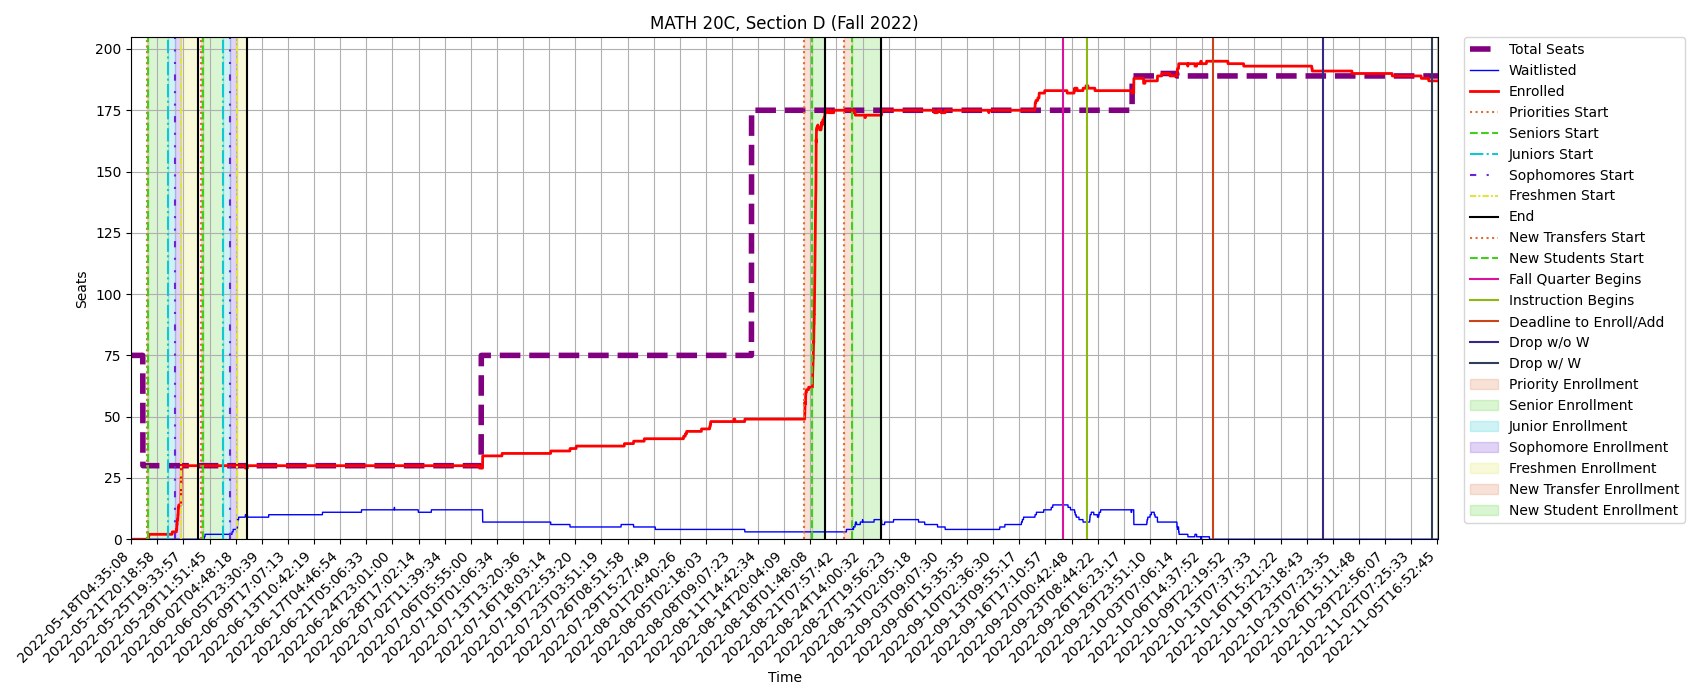 MATH 20C, Section D (Fall 2022)
Seats
200
175
150
125
100
75
50
25
0
2022-05-18T04:35:08
2022-05-21T20:18:58
2022-05-25T19:33:57
2022-05-29T11:51:45
2022-06-02T04:48:18
2022-06-05T23:30:39
2022-06-09T17:07:13
2022-06-13T10:42:19
2022-06-17T04:46:54
2022-06-21T05:06:33
2022-06-24T23:01:00
2022-06-28T17:02:14
2022-07-02T11:39:34
2022-07-06T05:55:00
2022-07-10T01:06:34
2022-07-13T13:20:36
2022-07-16T18:03:14
2022-07-19T22:53:20
2022-07-23T03:51:19
2022-07-26T08:51:58
2022-07-29T15:27:49
2022-08-01T20:40:26
2022-08-05T02:18:03
2022-08-08T09:07:23
2022-08-11T14:42:34
2022-08-14T20:04:09
2022-08-18T01:48:08
2022-08-21T07:57:42
2022-08-24T14:00:32
2022-08-27T19:56:23
2022-08-31T02:05:18
2022-09-03T09:07:30
2022-09-06T15:35:35
2022-09-10T02:36:30
2022-09-13T09:55:17
2022-09-16T17:10:57
2022-09-20T00:42:48
2022-09-23T08:44:22
2022-09-26T16:23:17
2022-09-29T23:51:10
2022-10-03T07:06:14
2022-10-06T14:37:52
2022-10-09T22:19:52
2022-10-13T07:37:33
2022-10-16T15:21:22
2022-10-19T23:18:43
2022-10-23T07:23:35
2022-10-26T15:11:48
2022-10-29T22:56:07
2022-11-02T07:25:33
2022-11-05T16:52:45
Time
Total Seats
Waitlisted
Enrolled
Priorities Start
Seniors Start
Juniors Start
Sophomores Start
Freshmen Start
End
New Transfers Start
New Students Start
Fall Quarter Begins
Instruction Begins
Deadline to Enroll/Add
Drop w/o W
Drop w/ W
Priority Enrollment
Senior Enrollment
Junior Enrollment
Sophomore Enrollment
Freshmen Enrollment
New Transfer Enrollment
New Student Enrollment